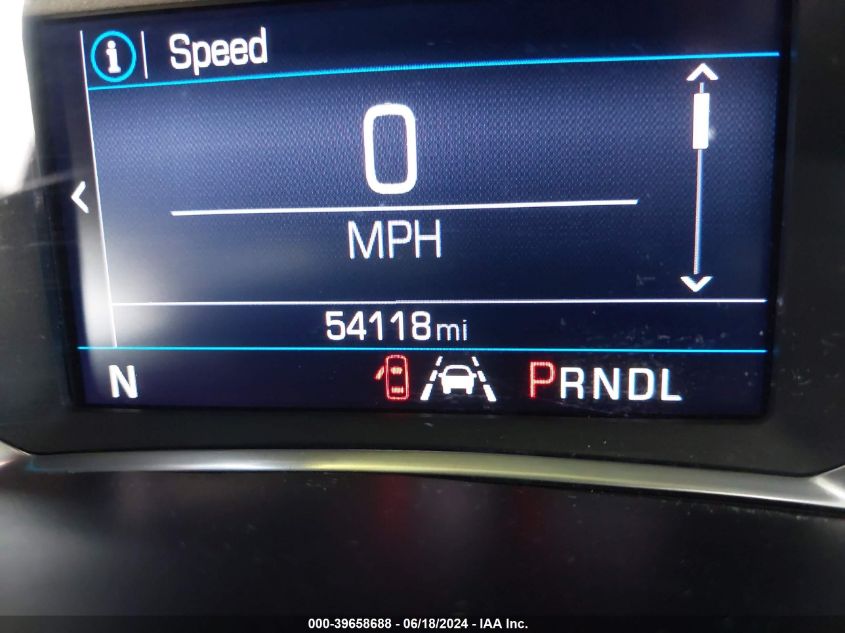 i Speed
0
MPH
54118mi
N PRNDL
000-39658688 - 06/18/2024 - IAA Inc.